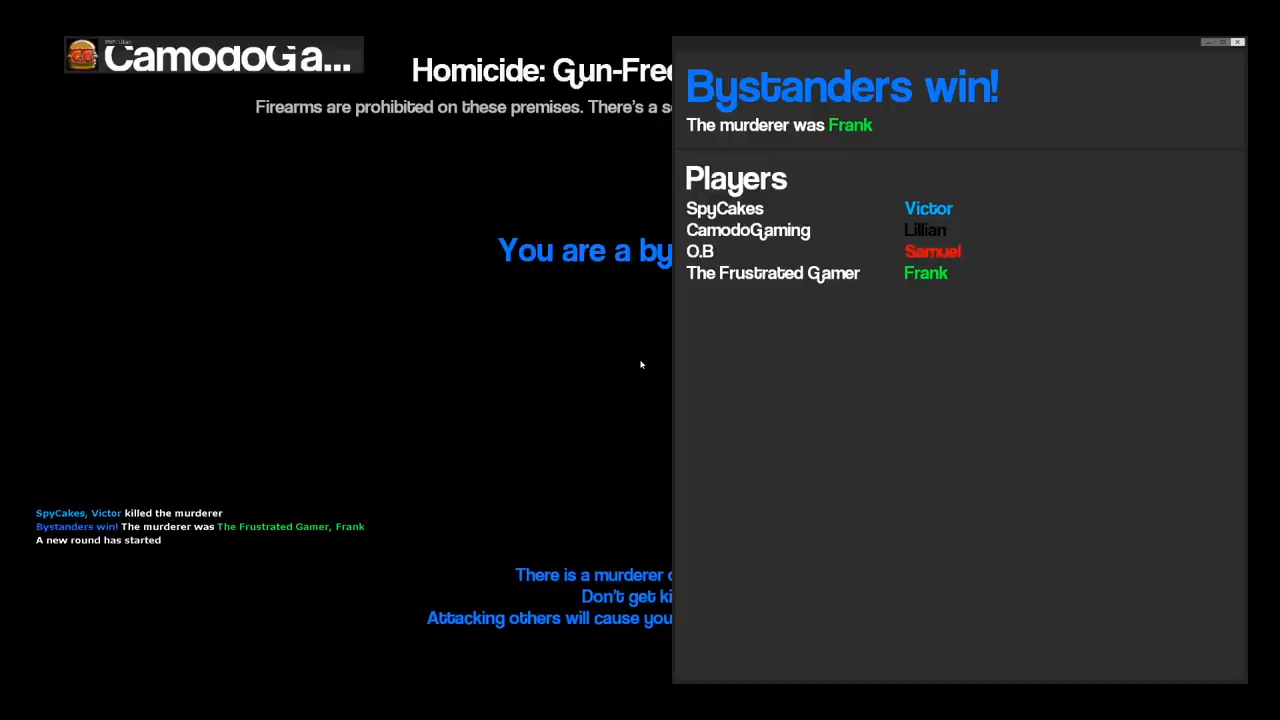 CamodoGa...
Homicide: Gun-Free
Firearms are prohibited on these premises. There's a s
You are a by
SpyCakes, Victor killed the murderer
Bystanders win! The murderer was The Frustrated Gamer, Frank
A new round has started
There is a murderer
Don't get ki
Attacking others will cause you
Bystanders win!
The murderer was Frank
Players
SpyCakes Victor
CamodoGaming Lillian
O.B Samuel
The Frustrated Gamer Frank